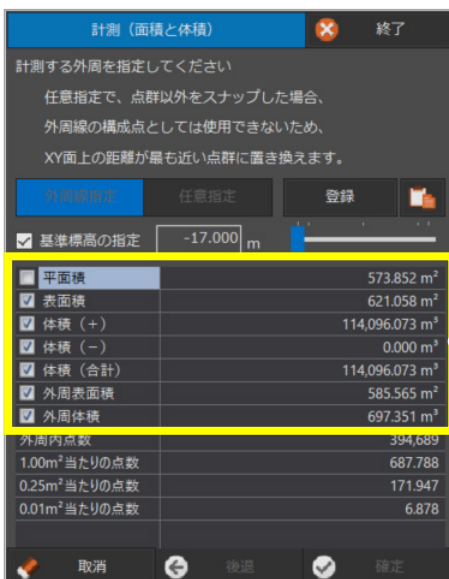 計測（面積と体積）
終了
計測する外周を指定してください
任意指定で、点群以外をスナップした場合、
外周線の構成点としては使用できないため、
XY面上の距離が最も近い点群に置き換えます。
外周線指定 任意指定 登録
基準標高の指定 -17.000 m
平面積 573.852 m²
表面積 621.058 m²
体積（+） 114,096.073 m³
体積（-） 0.000 m³
体積（合計） 114,096.073 m³
外周表面積 585.565 m²
外周体積 697.351 m³
外周内点数 394,689
1.00m²当たりの点数 687.788
0.25m²当たりの点数 171.947
0.01m²当たりの点数 6.878
取消 後退 確定